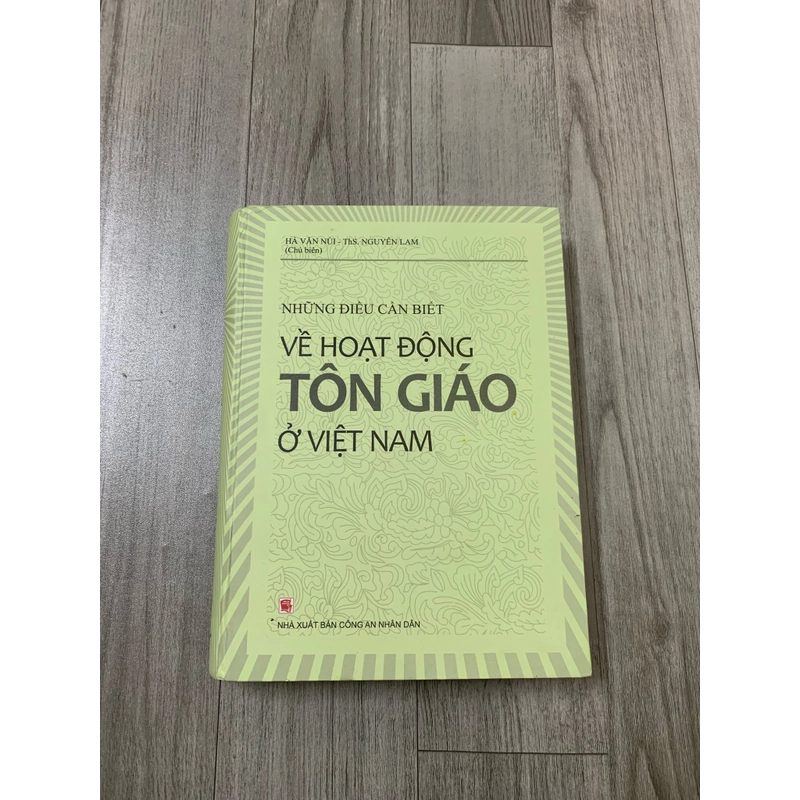 HÀ VĂN NÚI - ThS. NGUYỄN LAM
(Chủ biên)
NHỮNG ĐIỀU CẦN BIẾT
VỀ HOẠT ĐỘNG
TÔN GIÁO
Ở VIỆT NAM
NHÀ XUẤT BẢN CÔNG AN NHÂN DÂN